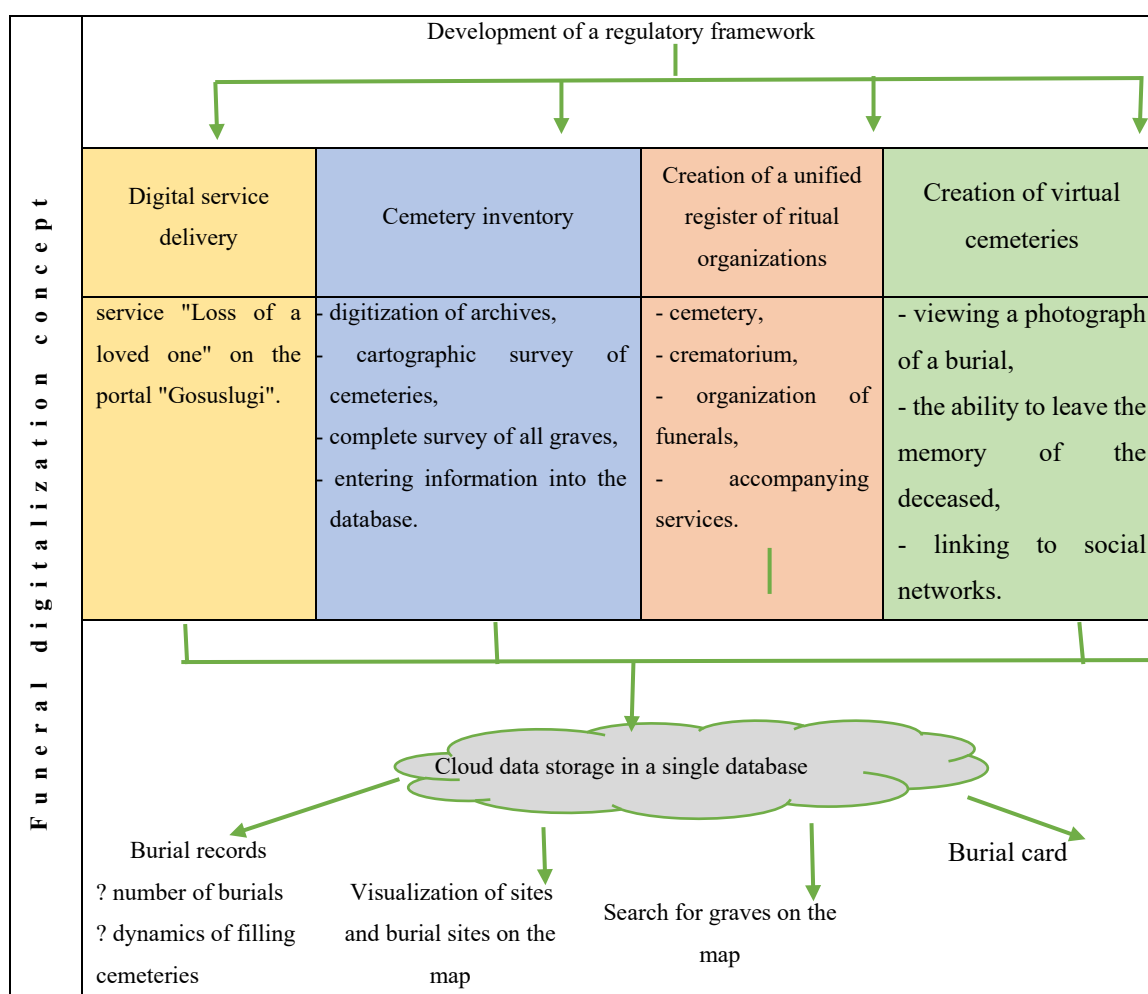 Funeral digitalization concept
Development of a regulatory framework
Digital service
delivery
Cemetery inventory
Creation of a unified
register of ritual
organizations
Creation of virtual
cemeteries
service "Loss of a
loved one" on the
portal "Gosuslugi".
- digitization of archives,
- cartographic survey of
cemeteries,
- complete survey of all graves,
- entering information into the
database.
- cemetery,
- crematorium,
- organization of
funerals,
- accompanying
services.
- viewing a photograph
of a burial,
- the ability to leave the
memory of the
deceased,
- linking to social
networks.
Cloud data storage in a single database
Burial records
? number of burials
? dynamics of filling
cemeteries
Visualization of sites
and burial sites on the
map
Search for graves on the
map
Burial card